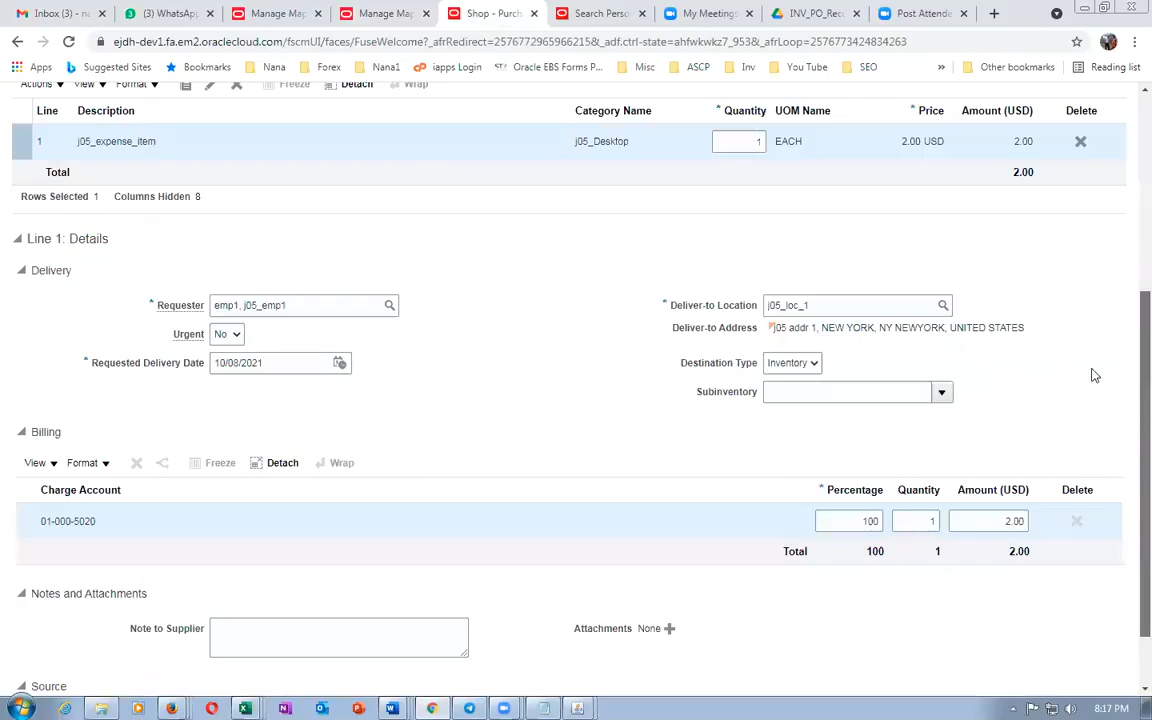 Inbox (3) - na
(3) WhatsApp
Manage Map
Manage Map
Shop - Purch
Search Perso
My Meetings
INV_PO_Rec
Post Attende
ejdh-dev1.fa.em2.oraclecloud.com/fscmUI/faces/FuseWelcome?_afrRedirect=2576772965966215&_adf.ctrl-state=ahfwkwkz7_953&_afrLoop=2576773424834263
Apps Suggested Sites Bookmarks Nana Forex Nana1 iapps Login Oracle EBS Forms P... Misc ASCP Inv You Tube SEO » Other bookmarks Reading list
Actions View Format Freeze Detach Wrap
Line Description Category Name * Quantity UOM Name * Price Amount (USD) Delete
1 j05_expense_item j05_Desktop 1 EACH 2.00 USD 2.00
Total 2.00
Rows Selected 1 Columns Hidden 8
Line 1: Details
Delivery
* Requester emp1, j05_emp1 * Deliver-to Location j05_loc_1
Deliver-to Address j05 addr 1, NEW YORK, NY NEWYORK, UNITED STATES
Urgent No
* Requested Delivery Date 10/08/2021 Destination Type Inventory
Subinventory
Billing
View Format Freeze Detach Wrap
Charge Account * Percentage Quantity Amount (USD) Delete
01-000-5020 100 1 2.00
Total 100 1 2.00
Notes and Attachments
Note to Supplier Attachments None
Source
8:17 PM